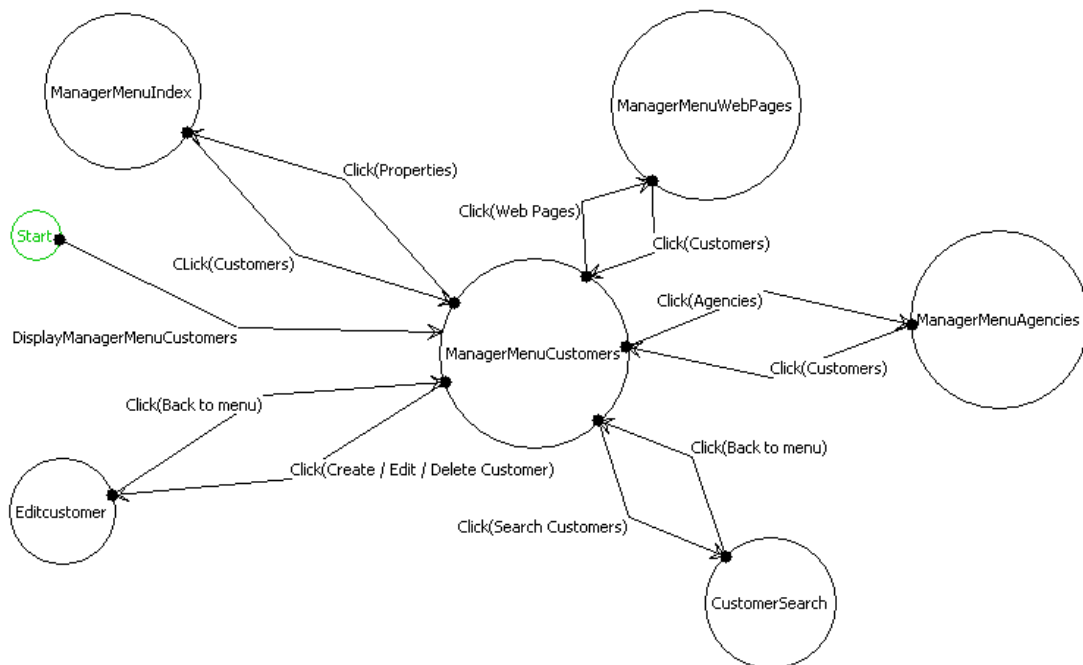 ManagerMenuIndex
ManagerMenuWebPages
Click(Properties)
Click(Web Pages)
Start
Click(Customers)
CLick(Customers)
Click(Agencies)
ManagerMenuAgencies
DisplayManagerMenuCustomers
ManagerMenuCustomers
Click(Customers)
Click(Back to menu)
Click(Back to menu)
Click(Create / Edit / Delete Customer)
Editcustomer
Click(Search Customers)
CustomerSearch